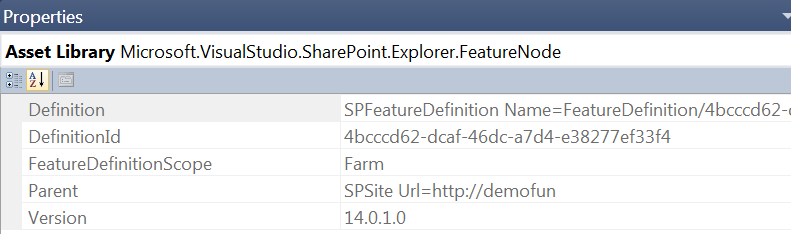 Properties
Asset Library Microsoft.VisualStudio.SharePoint.Explorer.FeatureNode
Definition SPFeatureDefinition Name=FeatureDefinition/4bcccd62-
DefinitionId 4bcccd62-dcaf-46dc-a7d4-e38277ef33f4
FeatureDefinitionScope Farm
Parent SPSite Url=http://demofun
Version 14.0.1.0